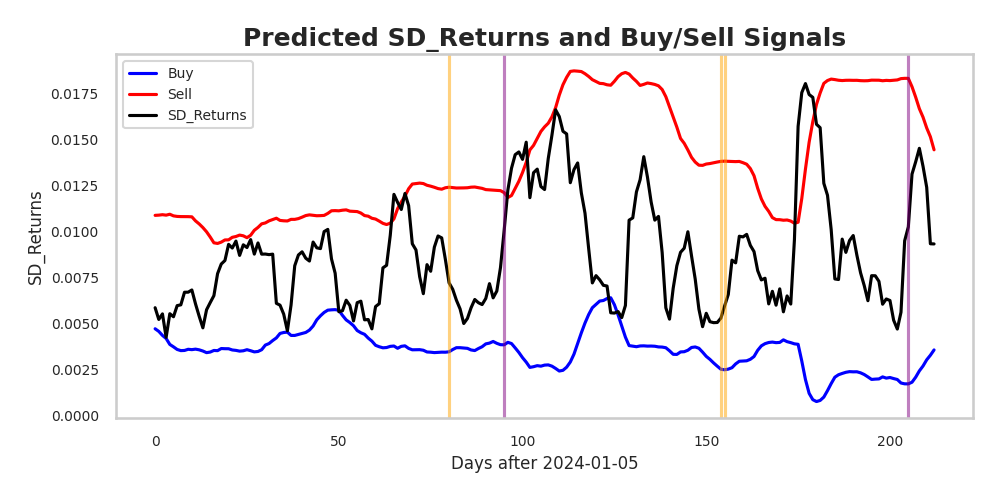 Predicted SD_Returns and Buy/Sell Signals
Buy
Sell
SD_Returns
SD_Returns
0.0175
0.0150
0.0125
0.0100
0.0075
0.0050
0.0025
0.0000
0
50
100
150
200
Days after 2024-01-05